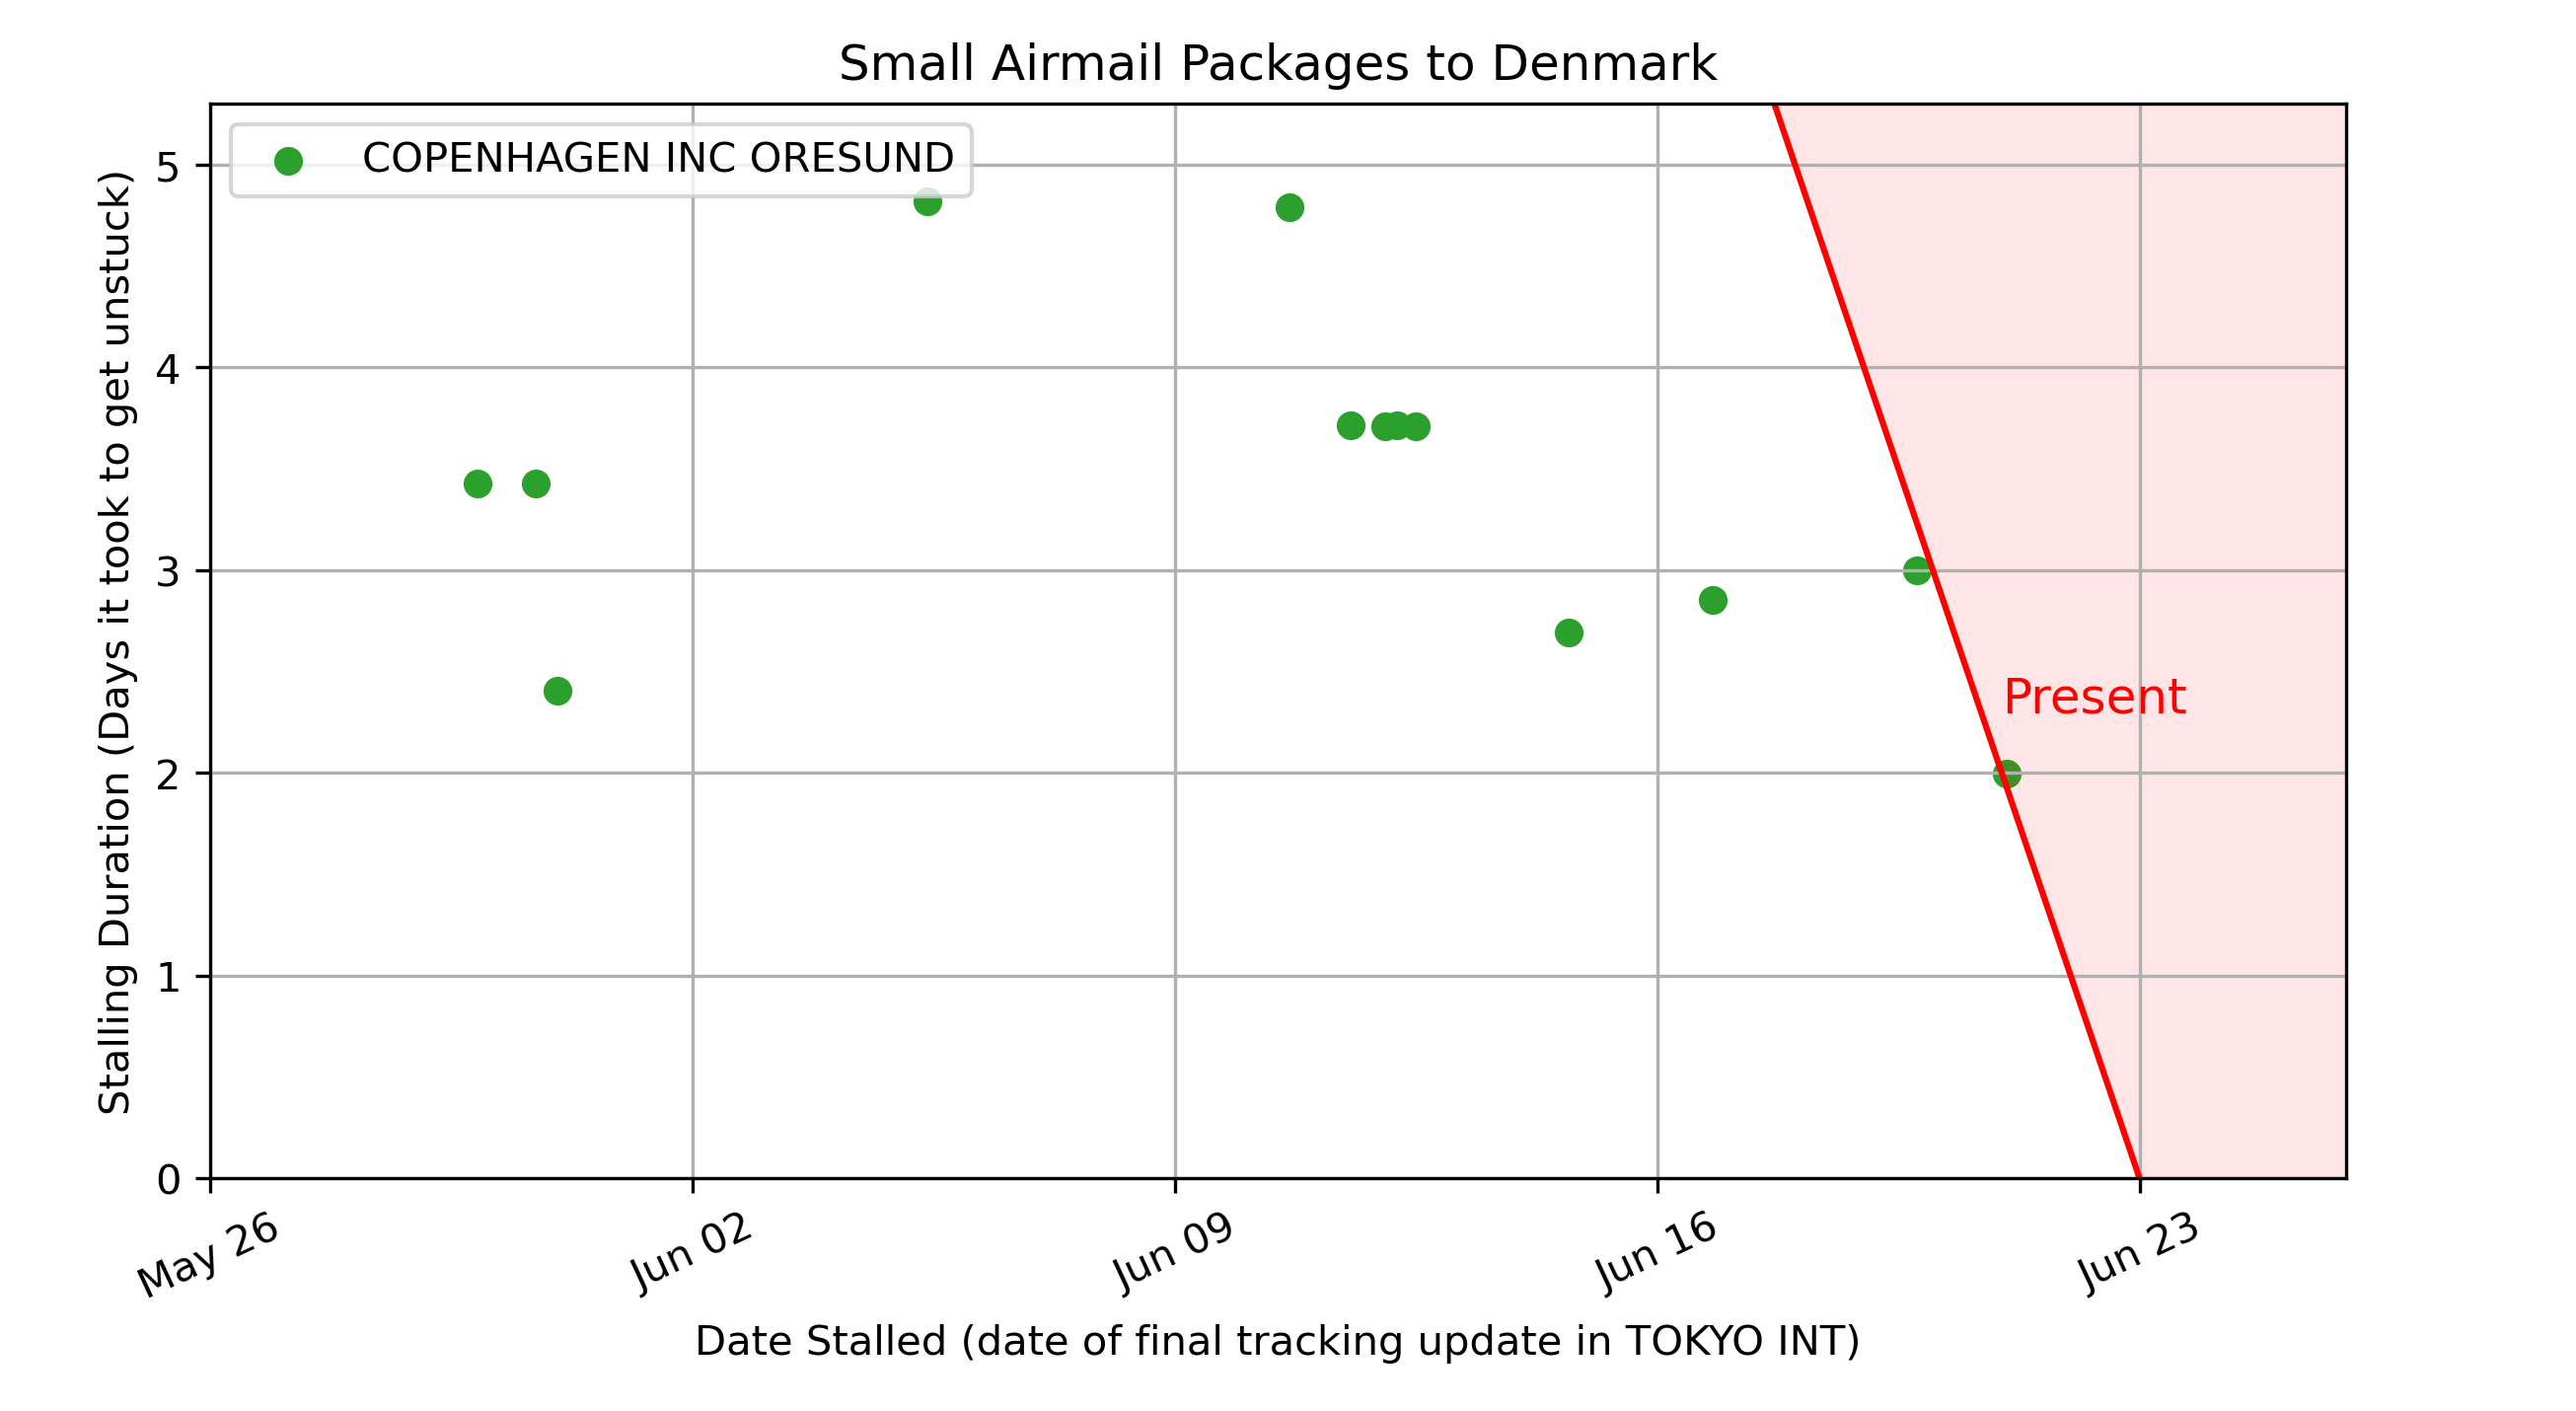 Small Airmail Packages to Denmark
COPENHAGEN INC ORESUND
Stalling Duration (Days it took to get unstuck)
5
4
3
2
1
0
Present
May 26
Jun 02
Jun 09
Jun 16
Jun 23
Date Stalled (date of final tracking update in TOKYO INT)